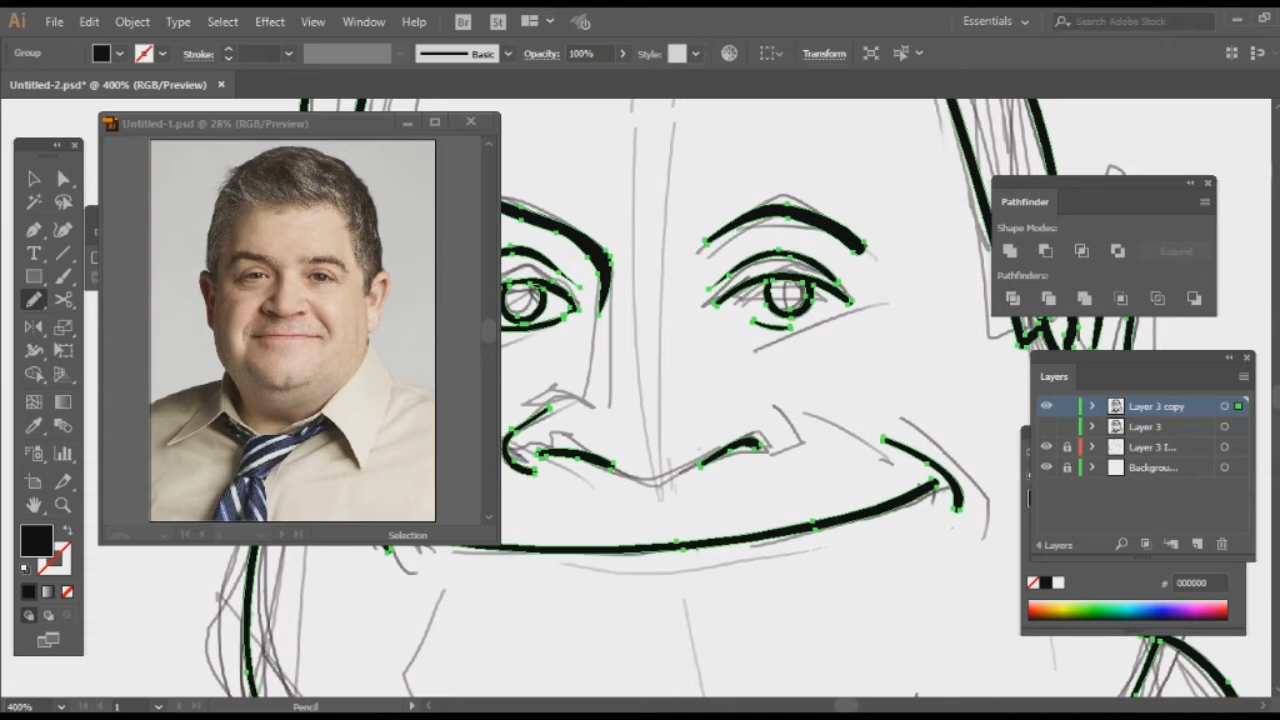 Ai File Edit Object Type Select Effect View Window Help Br St Essentials Search Adobe Stock
Group Stroke: Basic Opacity: 100% Style: Transform
Untitled-2.psd* @ 400% (RGB/Preview) ×
Untitled-1.psd @ 28% (RGB/Preview)
Pathfinder
Shape Modes:
Expand
Pathfinders:
Layers
Layer 3 copy
Layer 3
Layer 3 I...
Backgrou...
Selection
4 Layers
# 000000
400% 1 Pencil